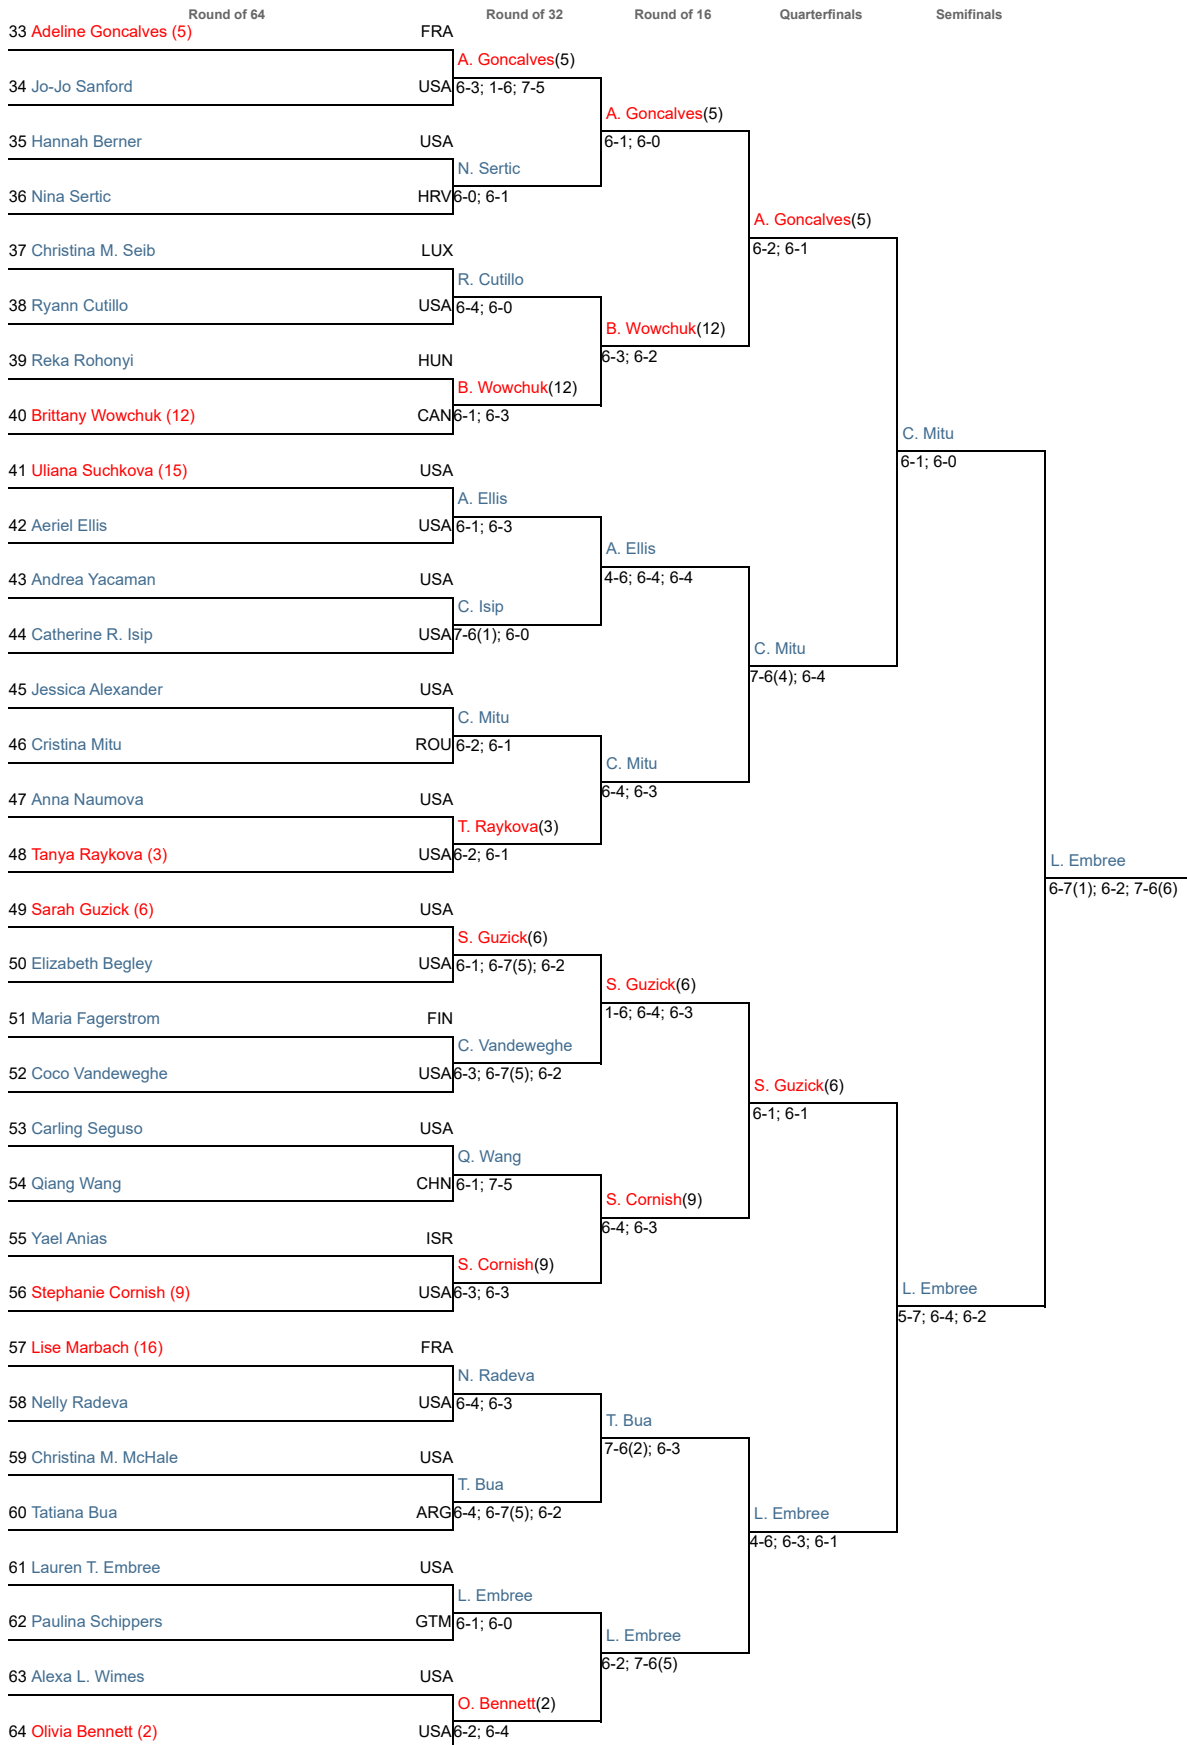 Round of 64 Round of 32 Round of 16 Quarterfinals Semifinals
33 Adeline Goncalves (5) FRA
A. Goncalves(5)
34 Jo-Jo Sanford USA 6-3; 1-6; 7-5
A. Goncalves(5)
35 Hannah Berner USA 6-1; 6-0
N. Sertic
36 Nina Sertic HRV 6-0; 6-1
A. Goncalves(5)
37 Christina M. Seib LUX 6-2; 6-1
R. Cutillo
38 Ryann Cutillo USA 6-4; 6-0
B. Wowchuk(12)
39 Reka Rohonyi HUN 6-3; 6-2
B. Wowchuk(12)
40 Brittany Wowchuk (12) CAN 6-1; 6-3
C. Mitu
41 Uliana Suchkova (15) USA 6-1; 6-0
A. Ellis
42 Aeriel Ellis USA 6-1; 6-3
A. Ellis
43 Andrea Yacaman USA 4-6; 6-4; 6-4
C. Isip
44 Catherine R. Isip USA 7-6(1); 6-0
C. Mitu
45 Jessica Alexander USA 7-6(4); 6-4
C. Mitu
46 Cristina Mitu ROU 6-2; 6-1
C. Mitu
47 Anna Naumova USA 6-4; 6-3
T. Raykova(3)
48 Tanya Raykova (3) USA 6-2; 6-1
L. Embree
6-7(1); 6-2; 7-6(6)
49 Sarah Guzick (6) USA
S. Guzick(6)
50 Elizabeth Begley USA 6-1; 6-7(5); 6-2
S. Guzick(6)
51 Maria Fagerstrom FIN 1-6; 6-4; 6-3
C. Vandeweghe
52 Coco Vandeweghe USA 6-3; 6-7(5); 6-2
S. Guzick(6)
53 Carling Seguso USA 6-1; 6-1
Q. Wang
54 Qiang Wang CHN 6-1; 7-5
S. Cornish(9)
55 Yael Anias ISR 6-4; 6-3
S. Cornish(9)
56 Stephanie Cornish (9) USA 6-3; 6-3
L. Embree
5-7; 6-4; 6-2
57 Lise Marbach (16) FRA
N. Radeva
58 Nelly Radeva USA 6-4; 6-3
T. Bua
59 Christina M. McHale USA 7-6(2); 6-3
T. Bua
60 Tatiana Bua ARG 6-4; 6-7(5); 6-2
L. Embree
4-6; 6-3; 6-1
61 Lauren T. Embree USA
L. Embree
62 Paulina Schippers GTM 6-1; 6-0
L. Embree
63 Alexa L. Wimes USA 6-2; 7-6(5)
O. Bennett(2)
64 Olivia Bennett (2) USA 6-2; 6-4